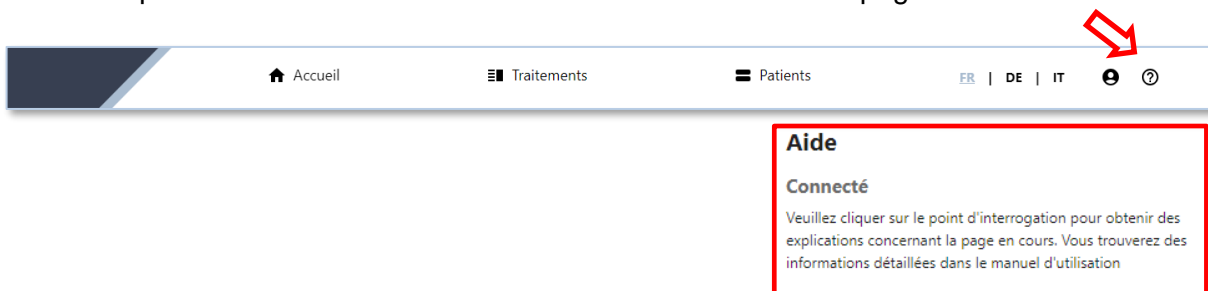 Accueil
Traitements
Patients
FR | DE | IT
Aide
Connecté
Veuillez cliquer sur le point d'interrogation pour obtenir des
explications concernant la page en cours. Vous trouverez des
informations détaillées dans le manuel d'utilisation